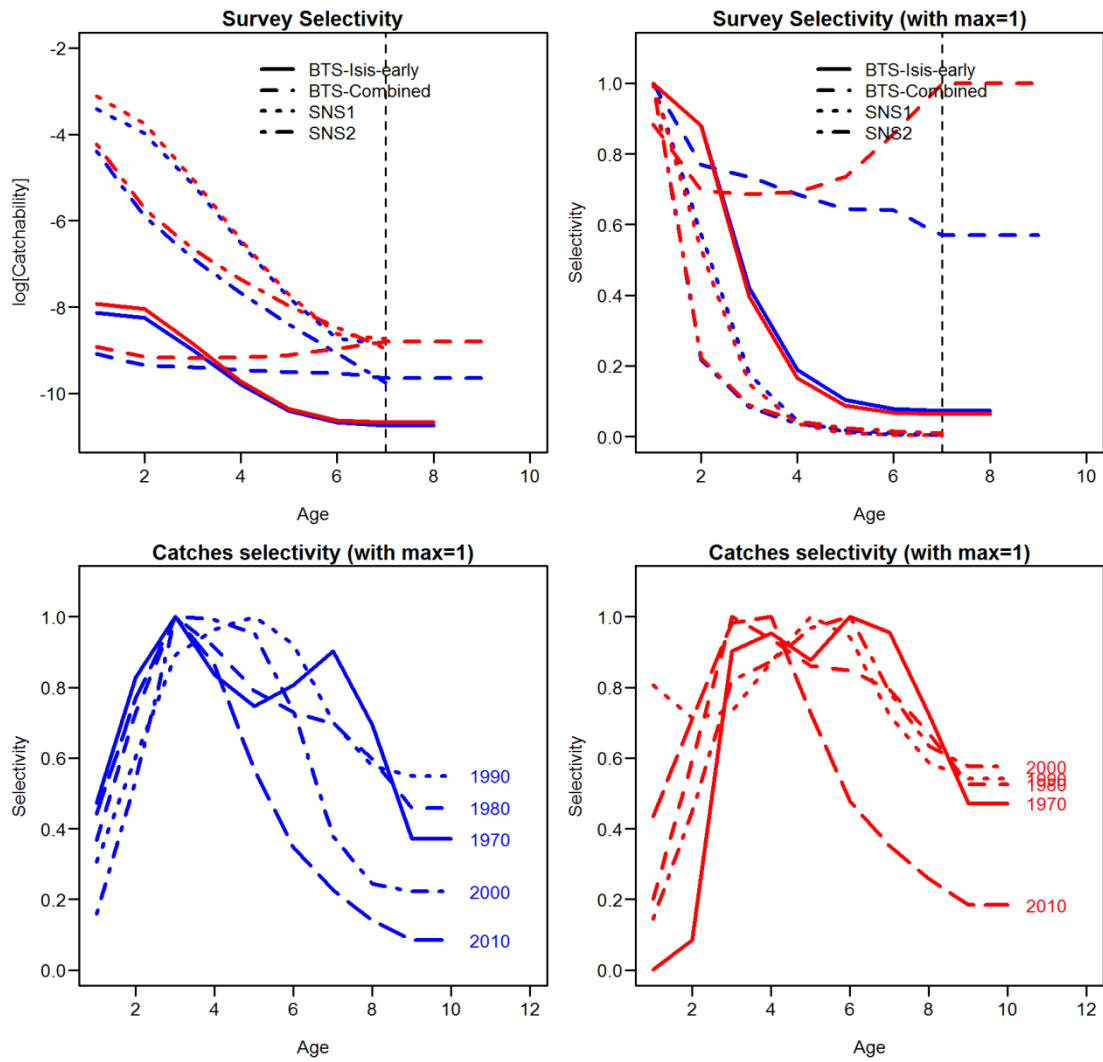 Survey Selectivity
-2
-4
-6
-8
-10
log[Catchability]
BTS-Isis-early
BTS-Combined
SNS1
SNS2
2 4 6 8 10
Age
Survey Selectivity (with max=1)
1.0
0.8
0.6
0.4
0.2
0.0
Selectivity
BTS-Isis-early
BTS-Combined
SNS1
SNS2
2 4 6 8 10 12
Age
Catches selectivity (with max=1)
1.0
0.8
0.6
0.4
0.2
0.0
Selectivity
1990
1980
1970
2000
2010
2 4 6 8 10 12
Age
Catches selectivity (with max=1)
1.0
0.8
0.6
0.4
0.2
0.0
Selectivity
2000
1990
1980
1970
2010
2 4 6 8 10 12
Age